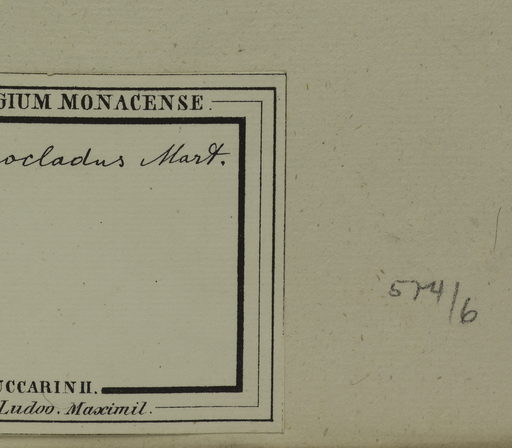 GIUM MONACENSE.
ocladus Mart.
574/6
UCCARINII.
Ludov. Maximil.